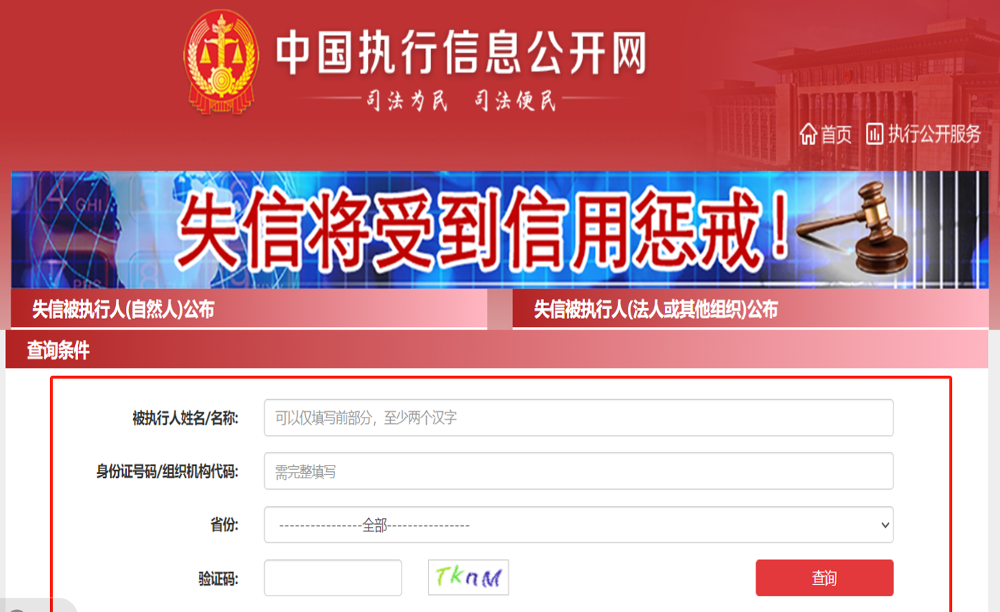 中国执行信息公开网
司法为民 司法便民
首页 执行公开服务
失信将受到信用惩戒!
失信被执行人(自然人)公布 失信被执行人(法人或其他组织)公布
查询条件
被执行人姓名/名称: 可以仅填写前部分，至少两个汉字
身份证号码/组织机构代码: 需完整填写
省份: ----------------全部----------------
验证码: TknM 查询